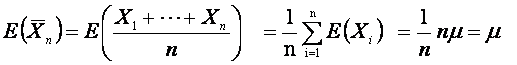 E(X̅ₙ) = E((X₁ + ⋯ + Xₙ)/n) = (1/n) ∑ᵢ₌₁ⁿ E(Xᵢ) = (1/n) nμ = μ